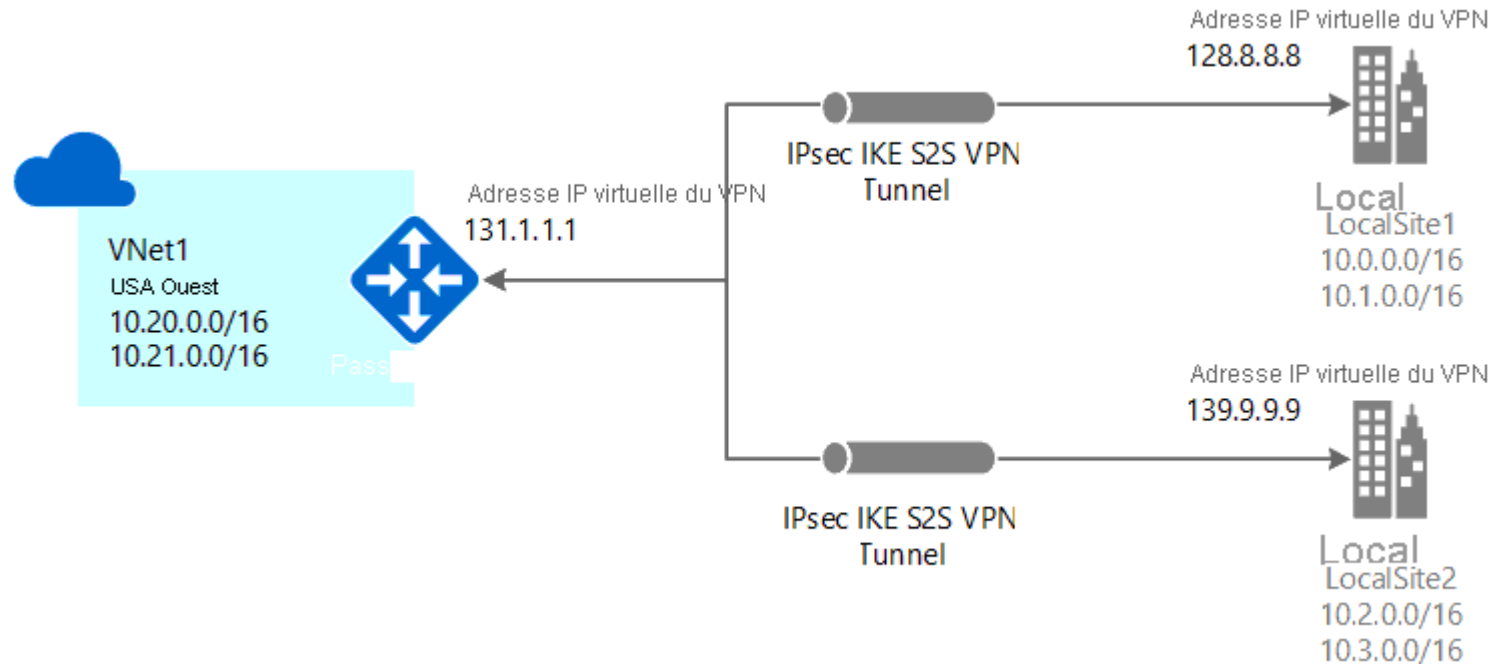 Adresse IP virtuelle du VPN
128.8.8.8
IPsec IKE S2S VPN
Tunnel
Local
LocalSite1
10.0.0.0/16
10.1.0.0/16
Adresse IP virtuelle du VPN
131.1.1.1
VNet1
USA Ouest
10.20.0.0/16
10.21.0.0/16
Pass
Adresse IP virtuelle du VPN
139.9.9.9
IPsec IKE S2S VPN
Tunnel
Local
LocalSite2
10.2.0.0/16
10.3.0.0/16